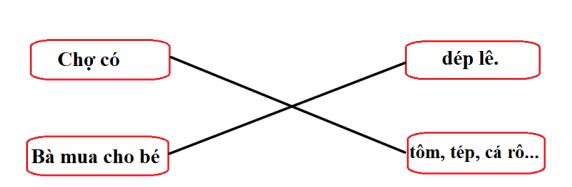 Chợ có
dép lê.
Bà mua cho bé
tôm, tép, cá rô...